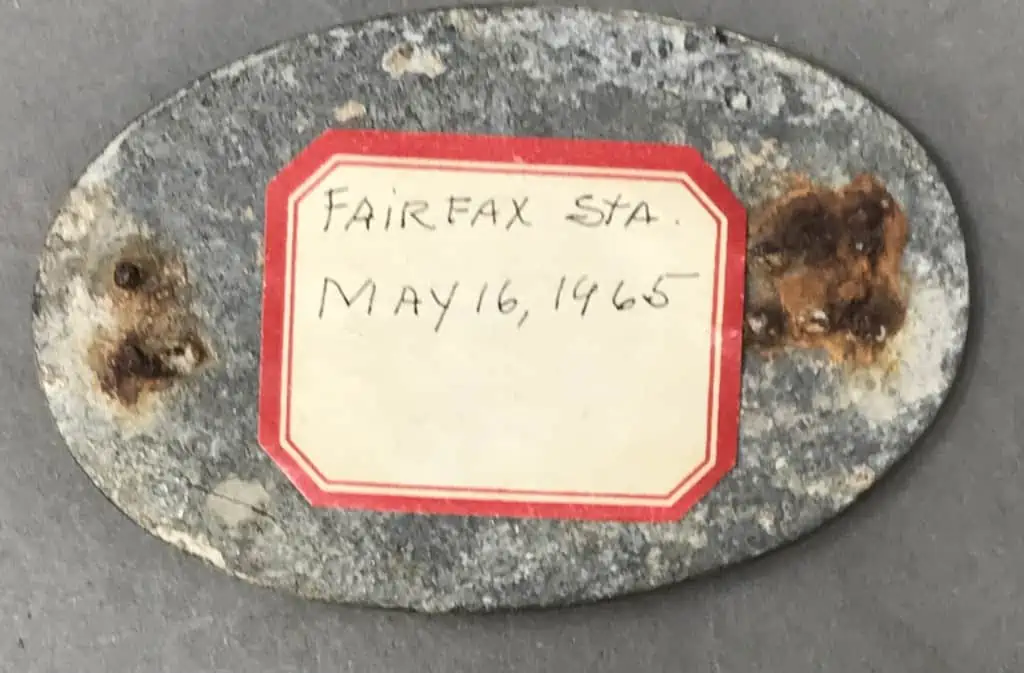 FAIRFAX STA.
MAY 16, 1965